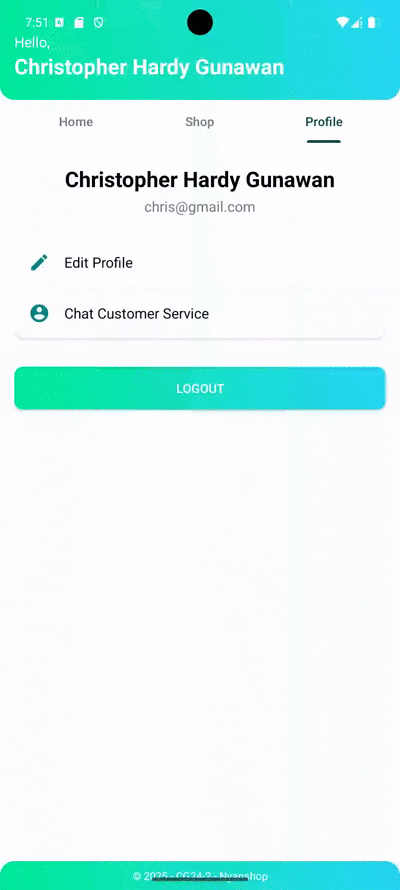 7:51
Hello,
Christopher Hardy Gunawan
Home
Shop
Profile
Christopher Hardy Gunawan
chris@gmail.com
Edit Profile
Chat Customer Service
LOGOUT
© 2025 - CG24-2 - Nyanshop